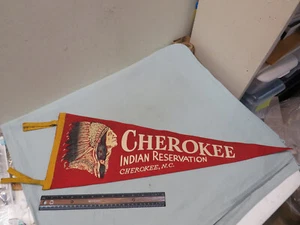 CHEROKEE
INDIAN RESERVATION
CHEROKEE, N.C.